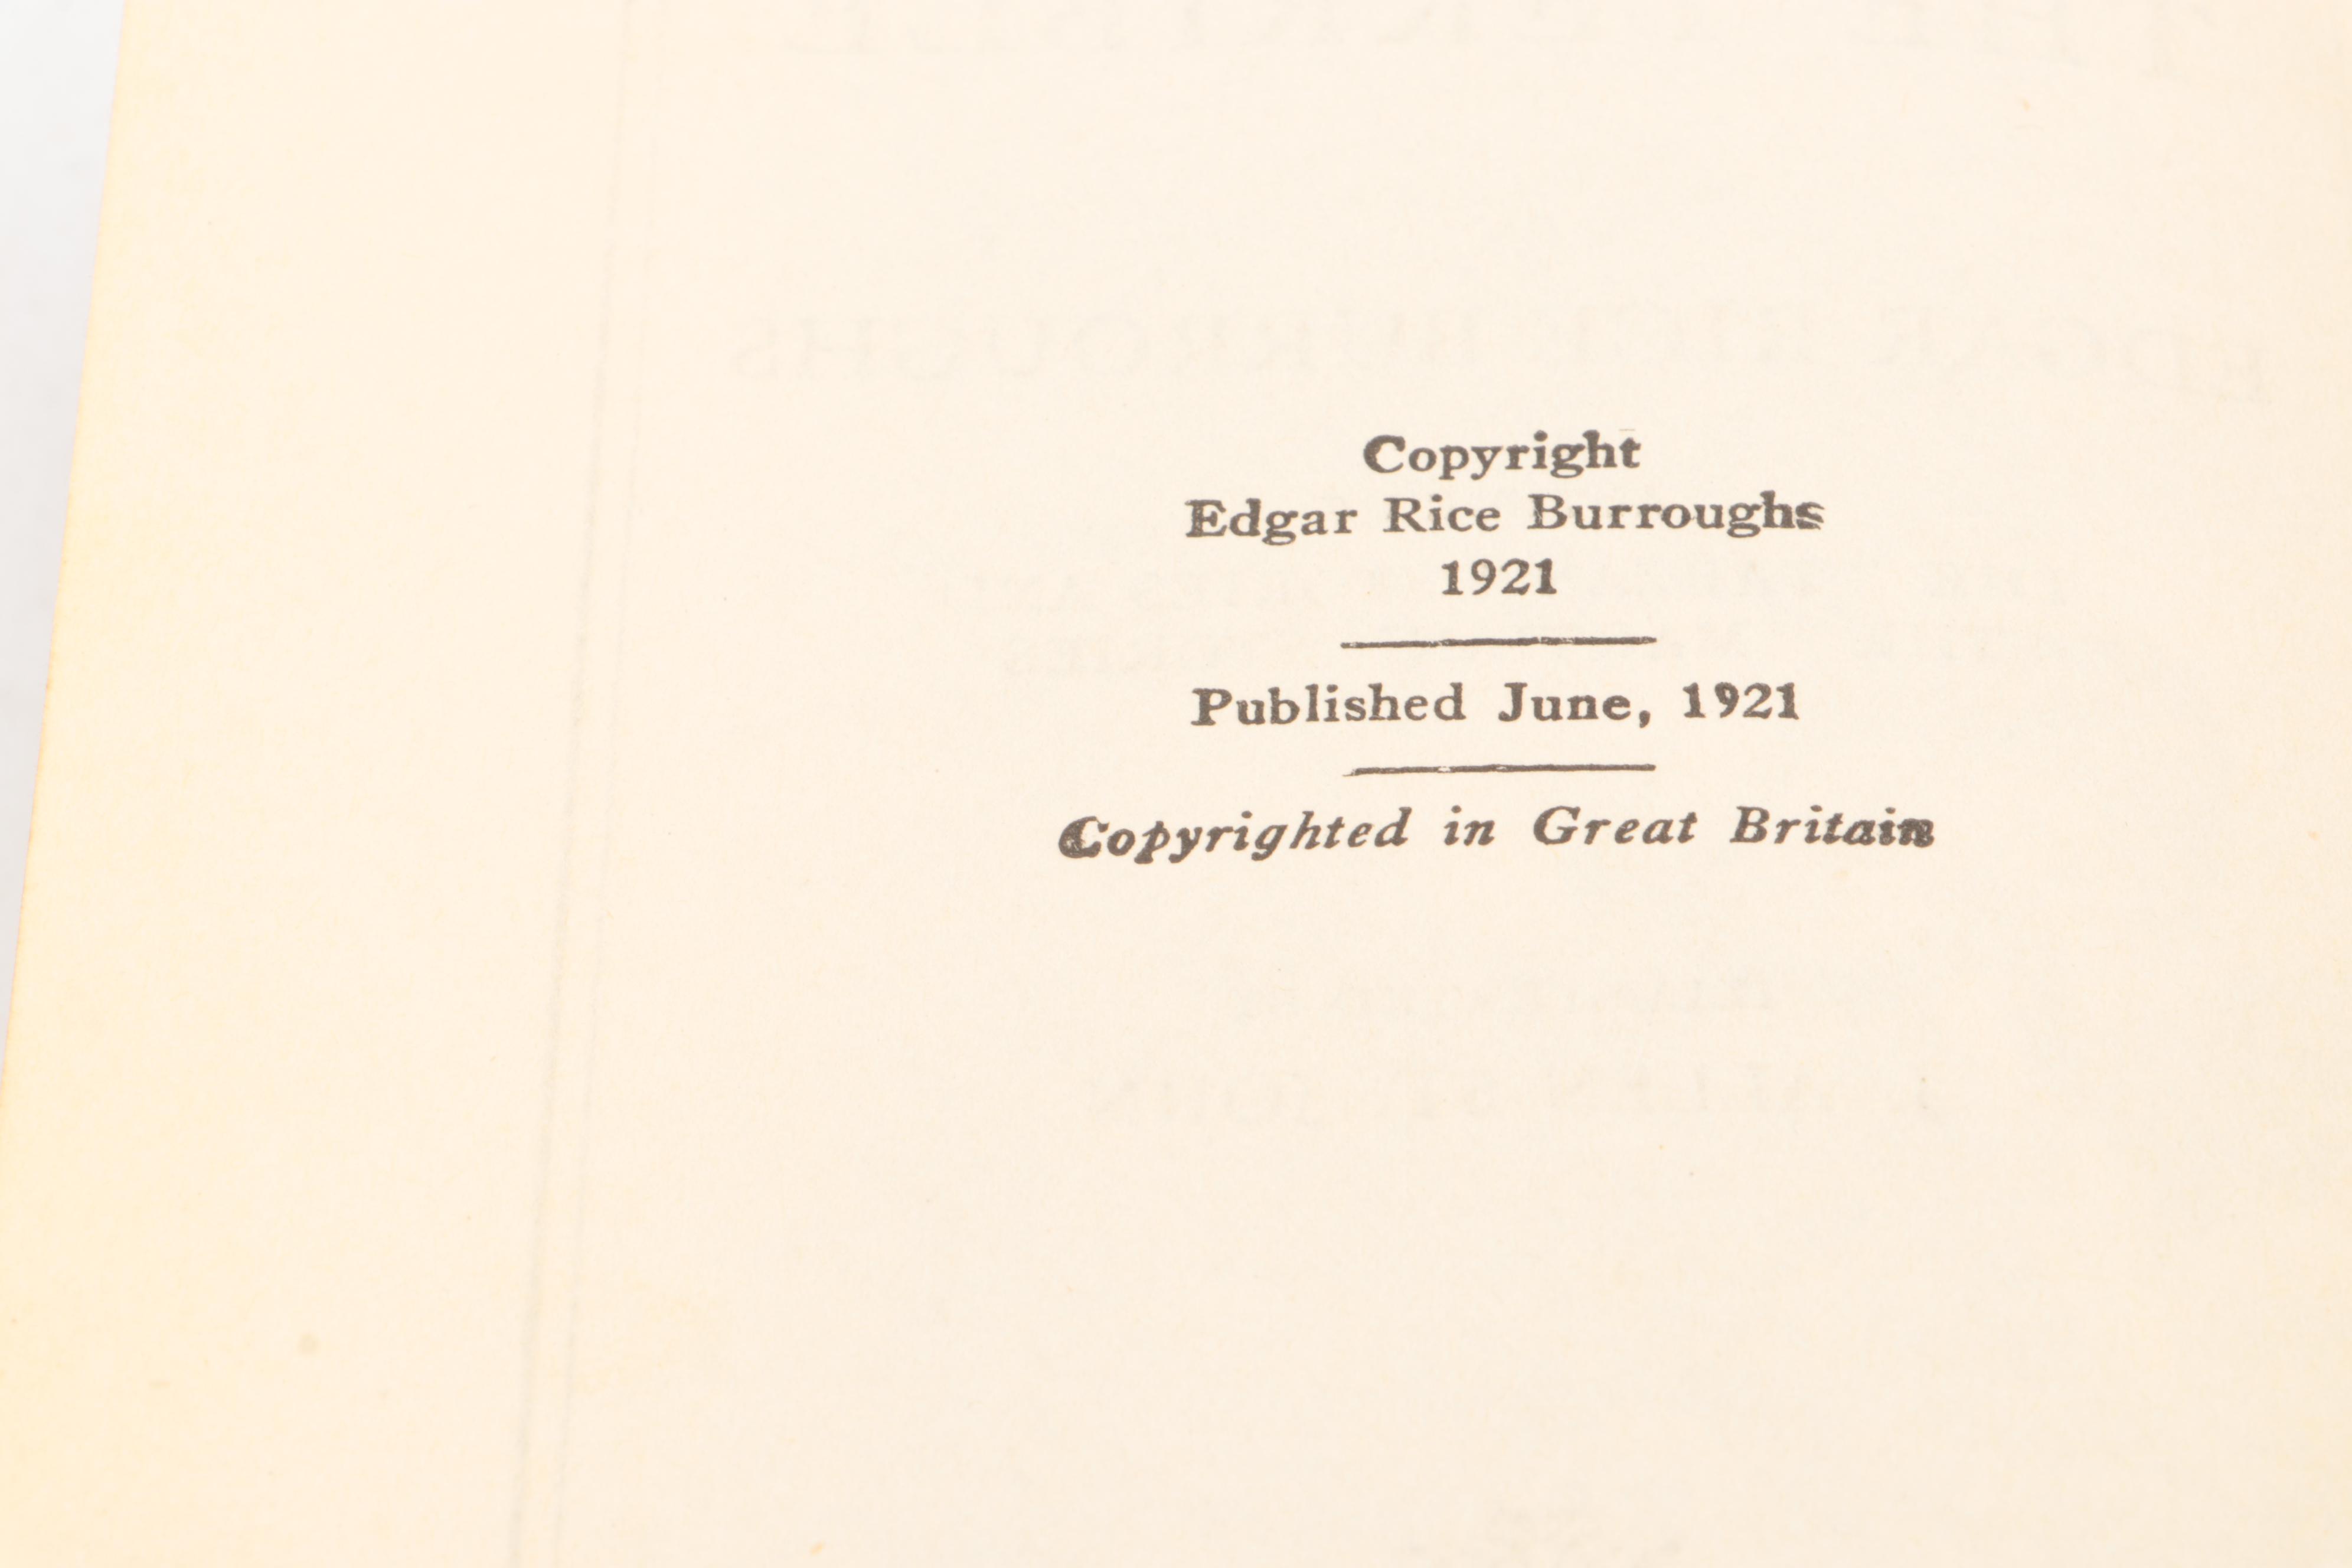 Copyright
Edgar Rice Burroughs
1921
Published June, 1921
Copyrighted in Great Britain